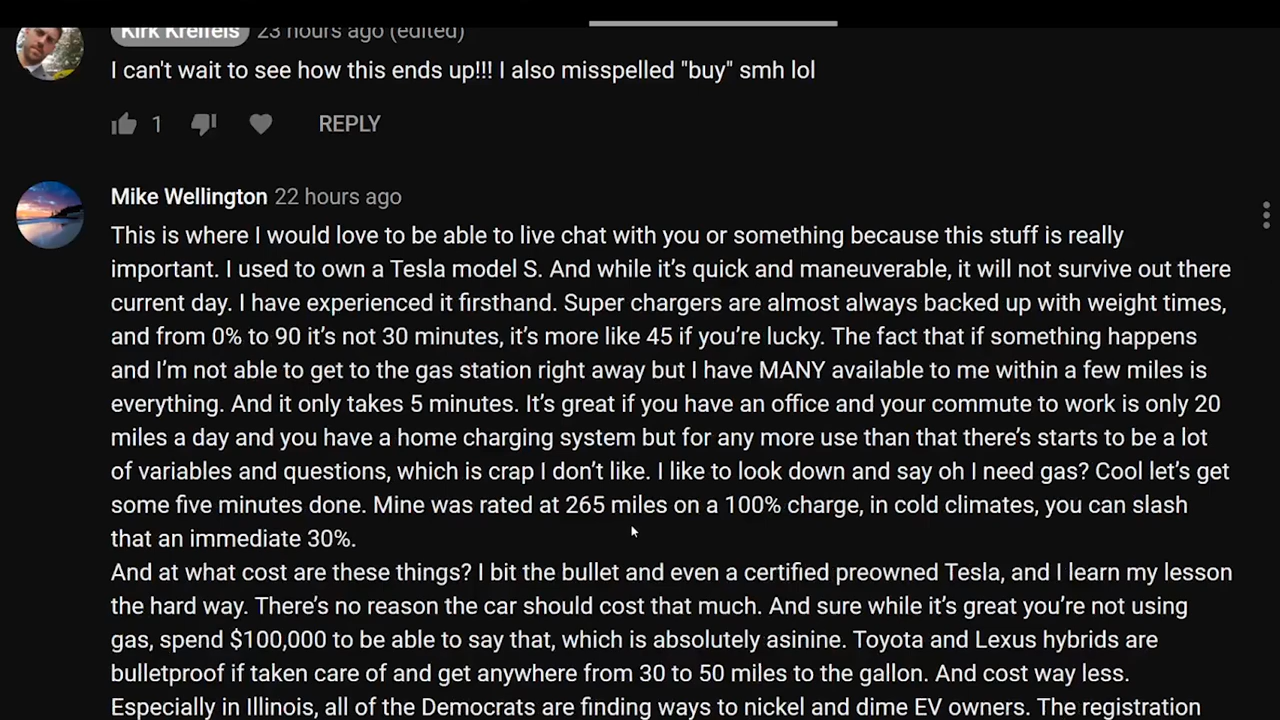 Kirk Kreifels 23 hours ago (edited)
I can't wait to see how this ends up!!! I also misspelled "buy" smh lol
1 REPLY
Mike Wellington 22 hours ago
This is where I would love to be able to live chat with you or something because this stuff is really
important. I used to own a Tesla model S. And while it’s quick and maneuverable, it will not survive out there
current day. I have experienced it firsthand. Super chargers are almost always backed up with weight times,
and from 0% to 90 it’s not 30 minutes, it’s more like 45 if you’re lucky. The fact that if something happens
and I’m not able to get to the gas station right away but I have MANY available to me within a few miles is
everything. And it only takes 5 minutes. It’s great if you have an office and your commute to work is only 20
miles a day and you have a home charging system but for any more use than that there’s starts to be a lot
of variables and questions, which is crap I don’t like. I like to look down and say oh I need gas? Cool let’s get
some five minutes done. Mine was rated at 265 miles on a 100% charge, in cold climates, you can slash
that an immediate 30%.
And at what cost are these things? I bit the bullet and even a certified preowned Tesla, and I learn my lesson
the hard way. There’s no reason the car should cost that much. And sure while it’s great you’re not using
gas, spend $100,000 to be able to say that, which is absolutely asinine. Toyota and Lexus hybrids are
bulletproof if taken care of and get anywhere from 30 to 50 miles to the gallon. And cost way less.
Especially in Illinois, all of the Democrats are finding ways to nickel and dime EV owners. The registration